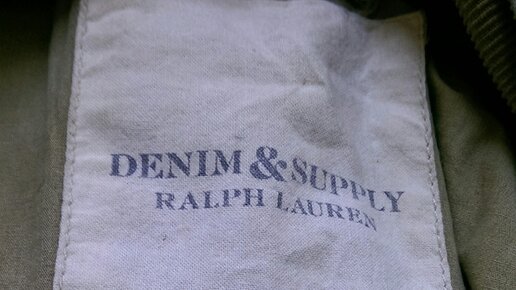 DENIM & SUPPLY
RALPH LAUREN